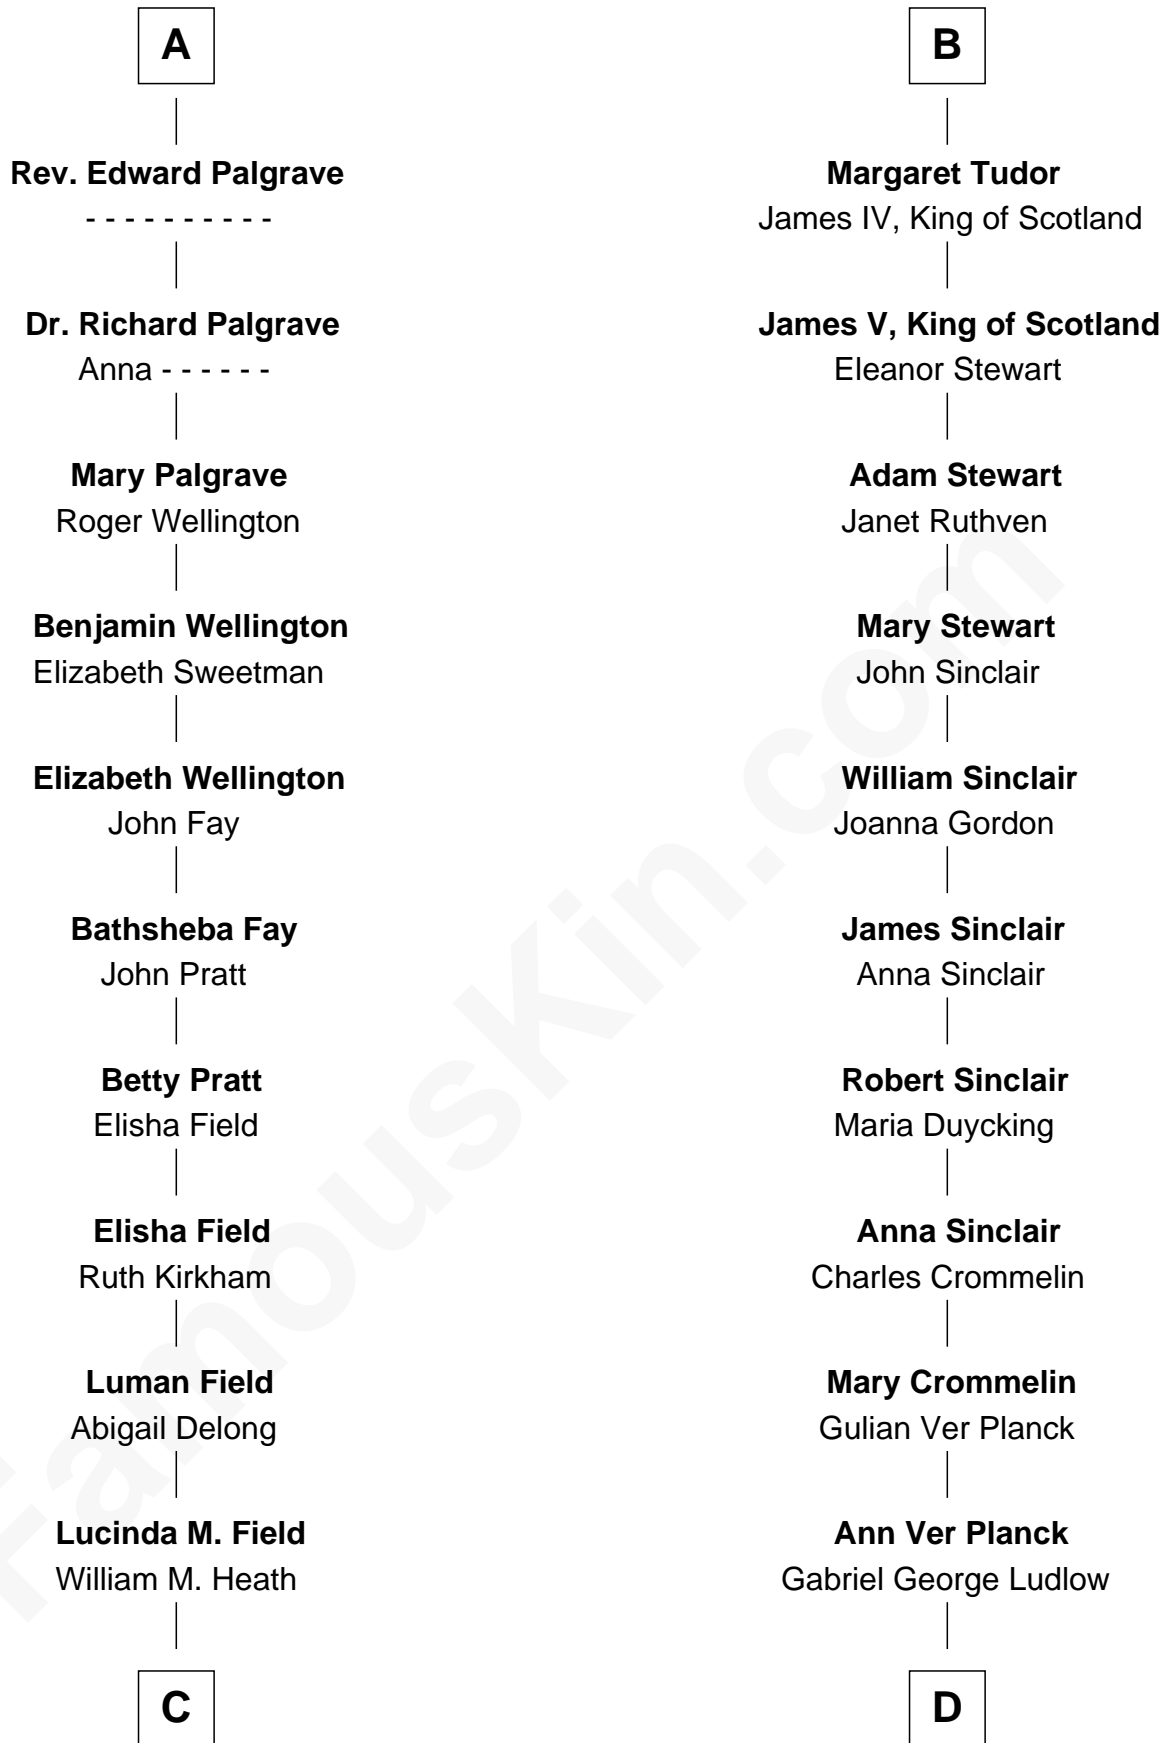 A
Rev. Edward Palgrave
- - - - - - - - - -
Dr. Richard Palgrave
Anna - - - - - -
Mary Palgrave
Roger Wellington
Benjamin Wellington
Elizabeth Sweetman
Elizabeth Wellington
John Fay
Bathsheba Fay
John Pratt
Betty Pratt
Elisha Field
Elisha Field
Ruth Kirkham
Luman Field
Abigail Delong
Lucinda M. Field
William M. Heath
C
B
Margaret Tudor
James IV, King of Scotland
James V, King of Scotland
Eleanor Stewart
Adam Stewart
Janet Ruthven
Mary Stewart
John Sinclair
William Sinclair
Joanna Gordon
James Sinclair
Anna Sinclair
Robert Sinclair
Maria Duycking
Anna Sinclair
Charles Crommelin
Mary Crommelin
Gulian Ver Planck
Ann Ver Planck
Gabriel George Ludlow
D
FamousKin.com